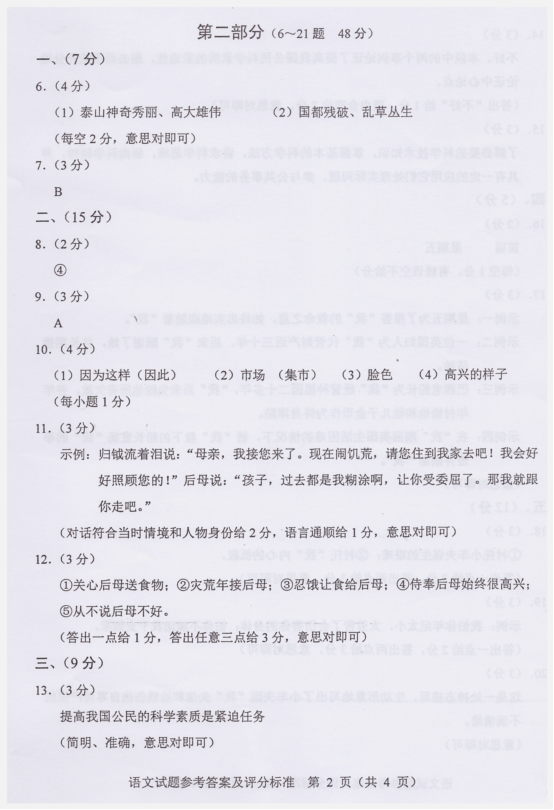 第二部分（6～21题　48分）
一、（7分）
6.（4分）
（1）泰山神奇秀丽、高大雄伟　　（2）国都残破、乱草丛生
（每空2分，意思对即可）
7.（3分）
B
二、（15分）
8.（2分）
④
9.（3分）
A
10.（4分）
（1）因为这样（因此）　（2）市场　（集市）　（3）脸色　（4）高兴的样子
（每小题1分）
11.（3分）
示例：归钺流着泪说：“母亲，我接您来了。现在闹饥荒，请您住到我家去吧！我会好
好照顾您的！”后母说：“孩子，过去都是我糊涂啊，让你受委屈了。那我就跟
你走吧。”
（对话符合当时情境和人物身份给2分，语言通顺给1分，意思对即可）
12.（3分）
①关心后母送食物；②灾荒年接后母；③忍饿让食给后母；④侍奉后母始终很高兴；
⑤从不说后母不好。
（答出一点给1分，答出任意三点给3分，意思对即可）
三、（9分）
13.（3分）
提高我国公民的科学素质是紧迫任务
（简明、准确，意思对即可）
语文试题参考答案及评分标准　第2页（共4页）